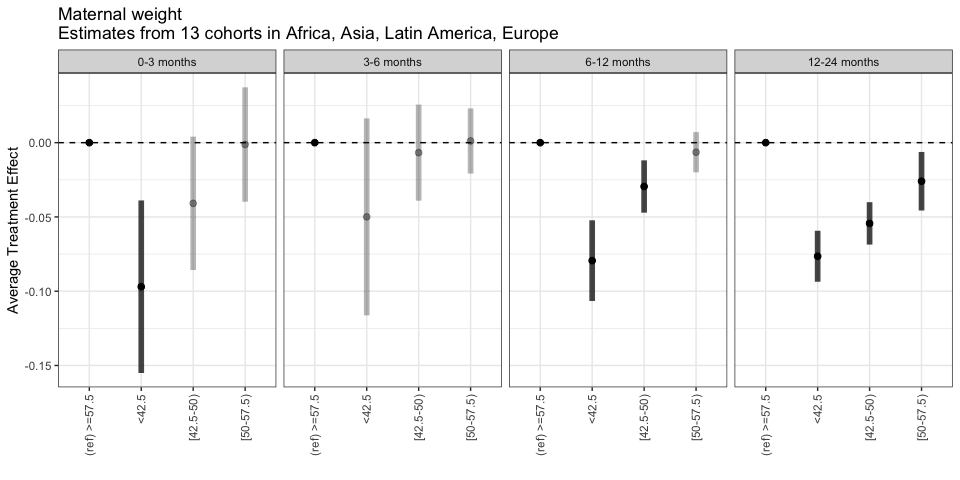 Maternal weight
Estimates from 13 cohorts in Africa, Asia, Latin America, Europe
0-3 months
3-6 months
6-12 months
12-24 months
Average Treatment Effect
0.00
-0.05
-0.10
-0.15
(ref) >=57.5
<42.5
[42.5-50)
[50-57.5)
(ref) >=57.5
<42.5
[42.5-50)
[50-57.5)
(ref) >=57.5
<42.5
[42.5-50)
[50-57.5)
(ref) >=57.5
<42.5
[42.5-50)
[50-57.5)